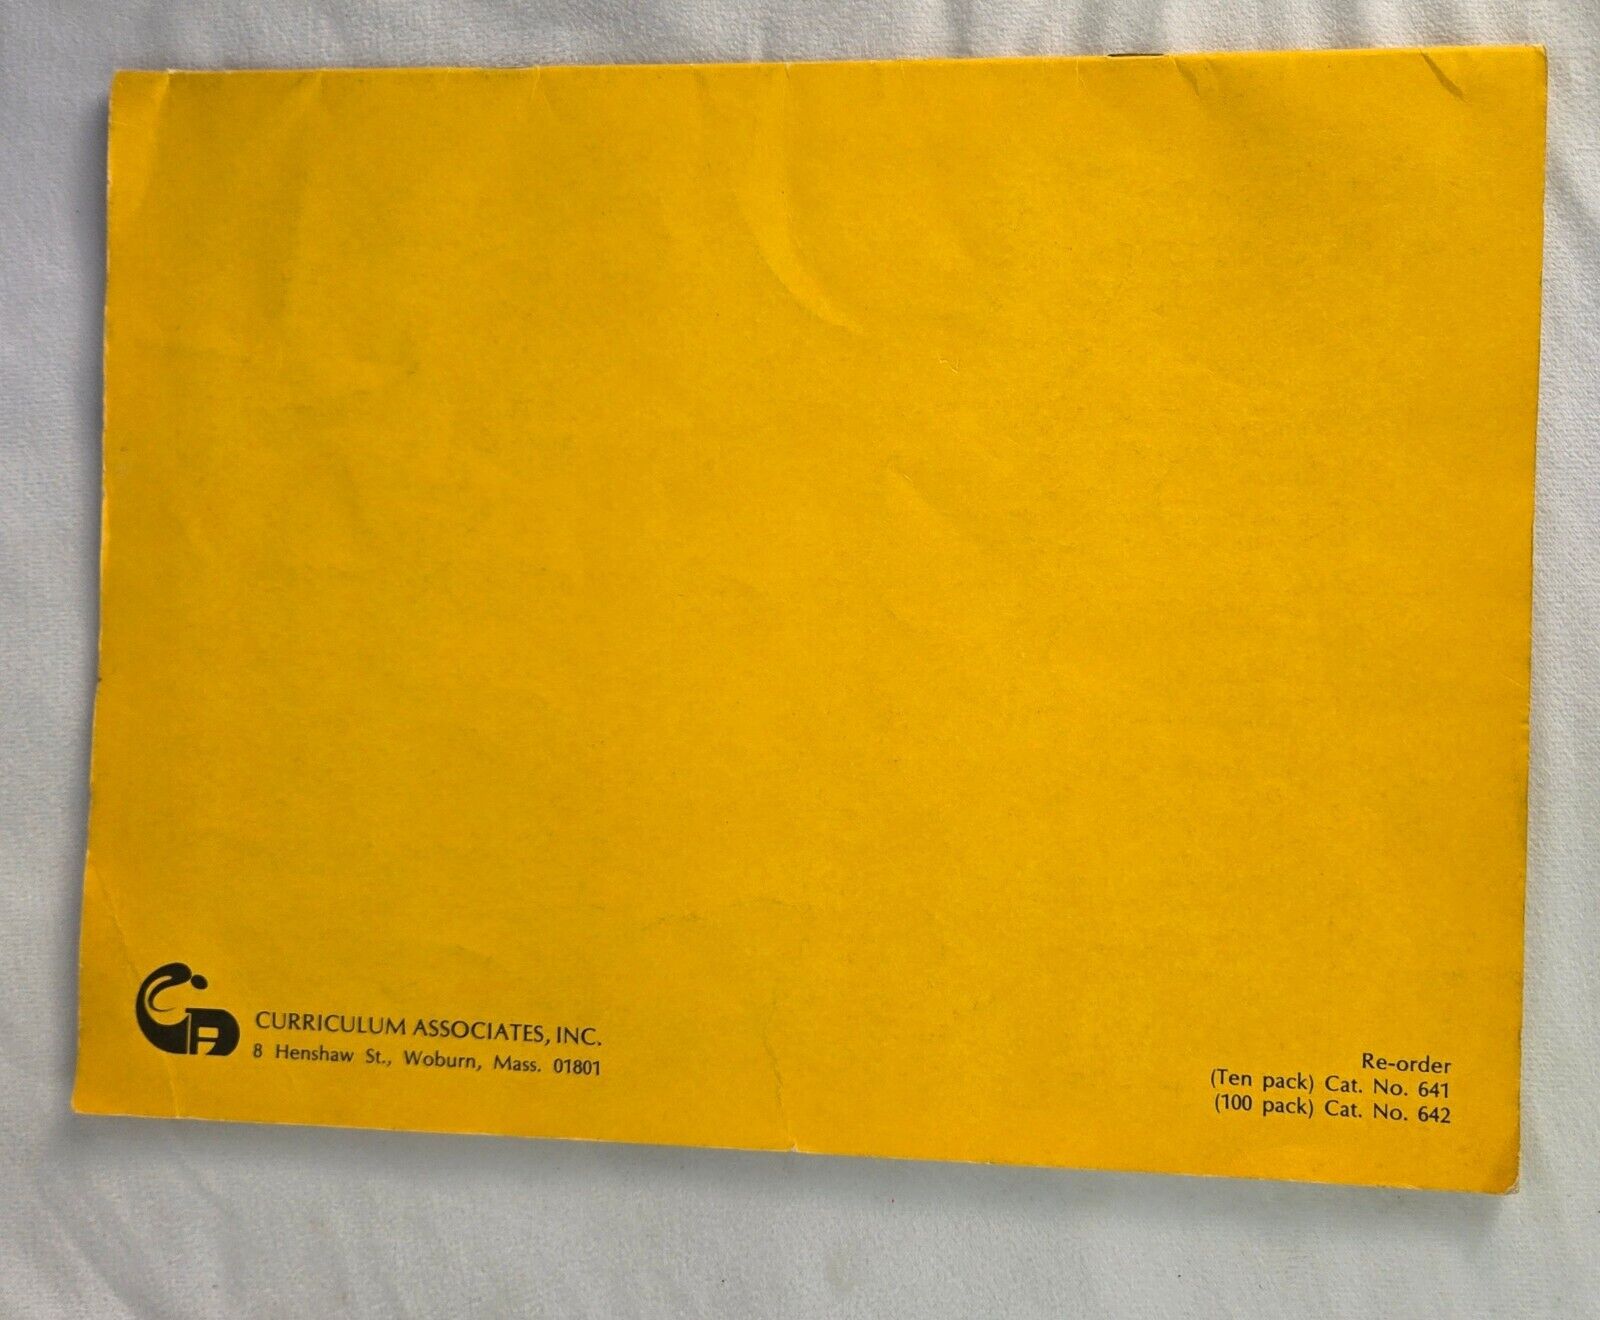 CA
CURRICULUM ASSOCIATES, INC.
8 Henshaw St., Woburn, Mass. 01801
Re-order
(Ten pack) Cat. No. 641
(100 pack) Cat. No. 642